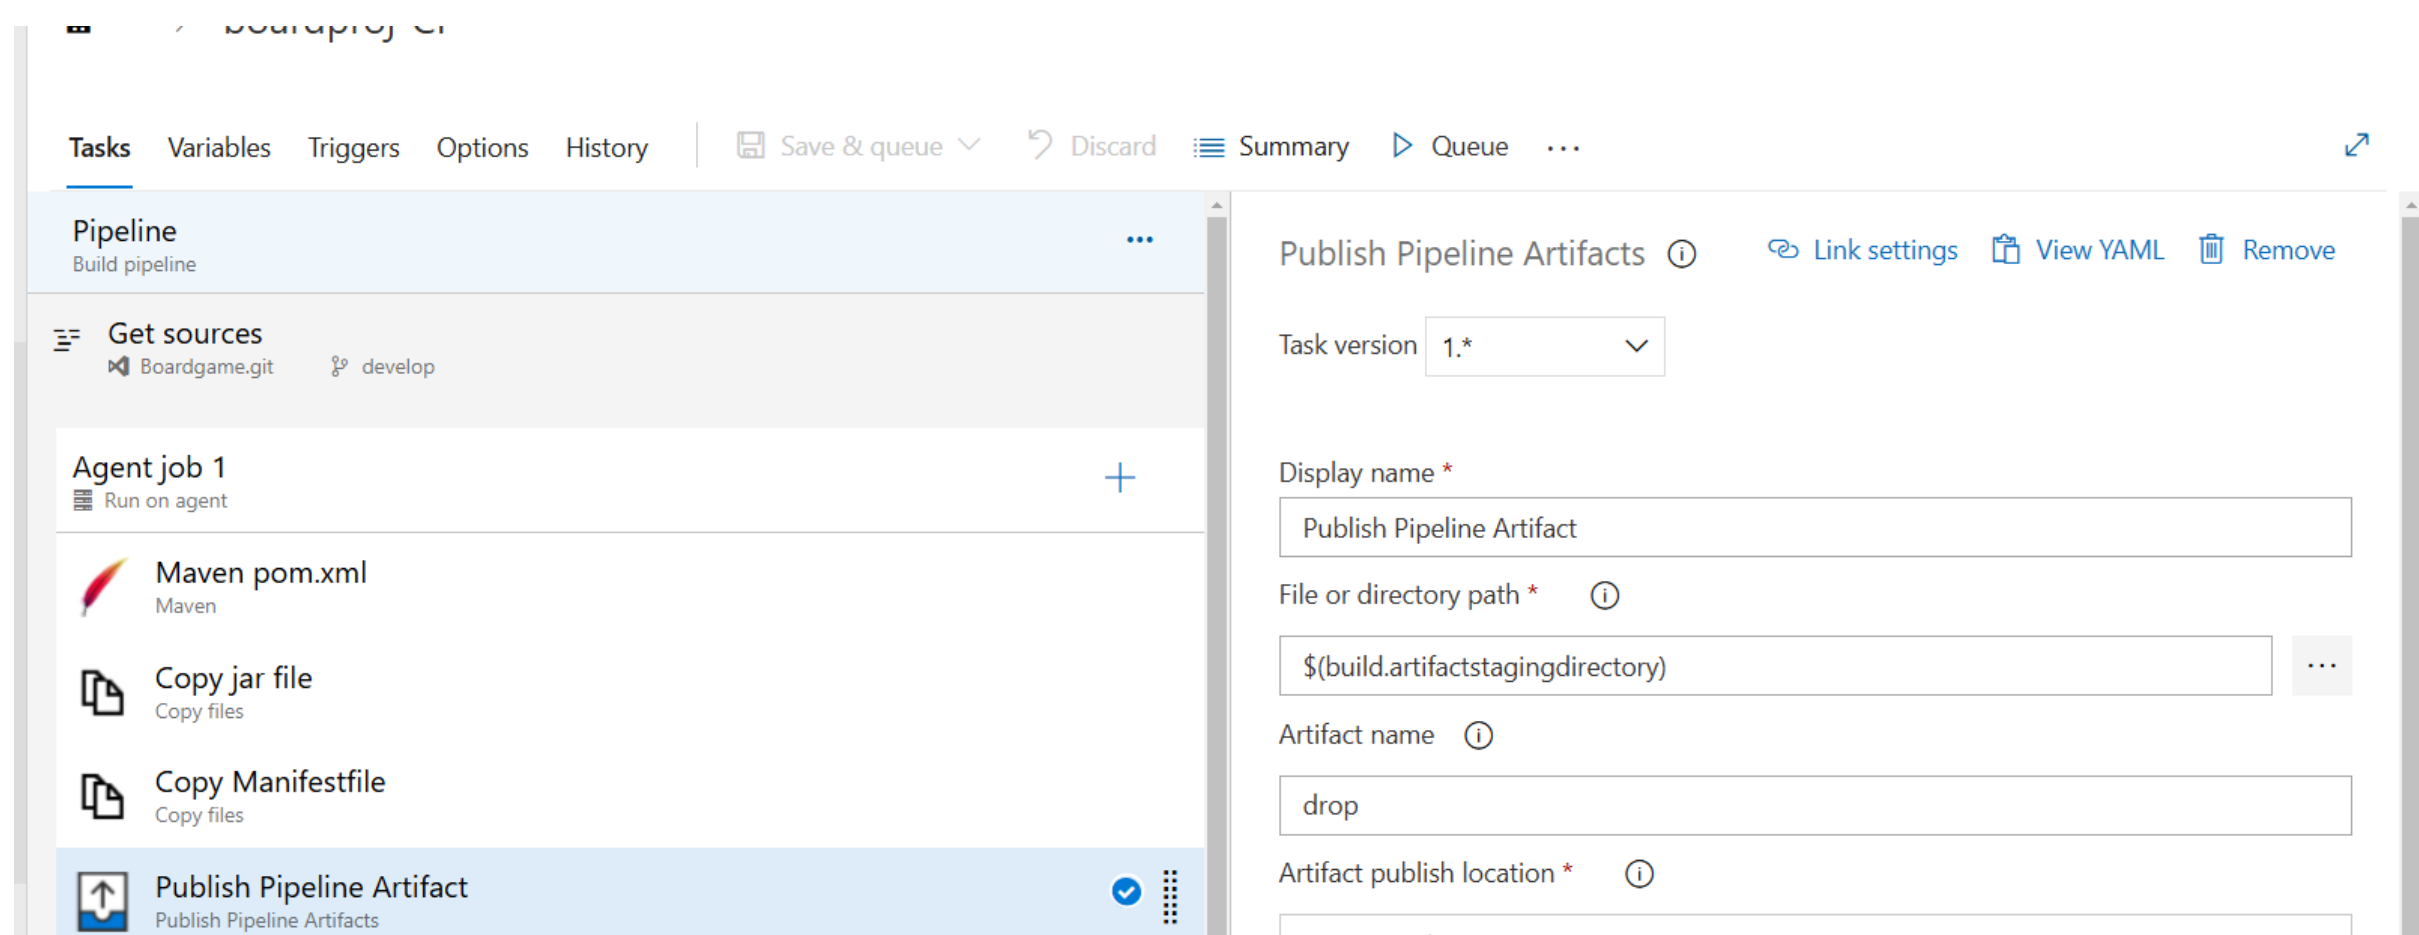 boardproj-CI
Tasks Variables Triggers Options History Save & queue Discard Summary Queue ...
Pipeline
Build pipeline
...
Get sources
Boardgame.git develop
Agent job 1
Run on agent
Maven pom.xml
Maven
Copy jar file
Copy files
Copy Manifestfile
Copy files
Publish Pipeline Artifact
Publish Pipeline Artifacts
Publish Pipeline Artifacts Link settings View YAML Remove
Task version 1.*
Display name *
Publish Pipeline Artifact
File or directory path *
$(build.artifactstagingdirectory)
...
Artifact name
drop
Artifact publish location *